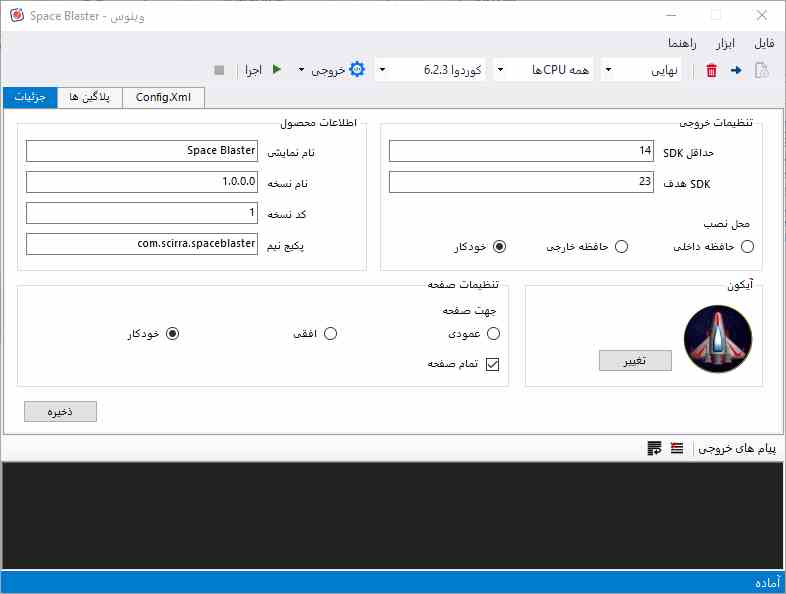 Space Blaster - وینوس
فایل ابزار راهنما
نهایی همه CPUها کوردوا 6.2.3 خروجی اجرا
جزئیات پلاگین ها Config.Xml
تنظیمات خروجی
حداقل SDK 14
SDK هدف 23
محل نصب
حافظه داخلی حافظه خارجی خودکار
اطلاعات محصول
نام نمایشی Space Blaster
نام نسخه 1.0.0.0
کد نسخه 1
پکیج نیم com.scirra.spaceblaster
آیکون
تغییر
تنظیمات صفحه
جهت صفحه
عمودی افقی خودکار
تمام صفحه
ذخیره
پیام های خروجی
آماده